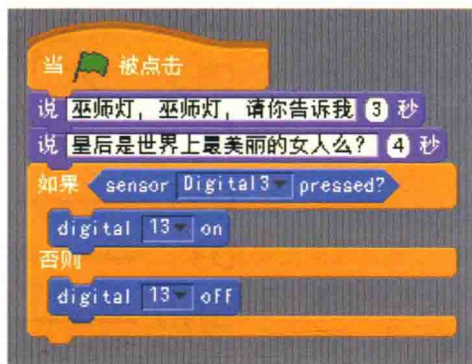 当 被点击
说 巫师灯，巫师灯，请你告诉我 3 秒
说 皇后是世界上最美丽的女人么？ 4 秒
如果 sensor Digital3 pressed?
digital 13 on
否则
digital 13 off